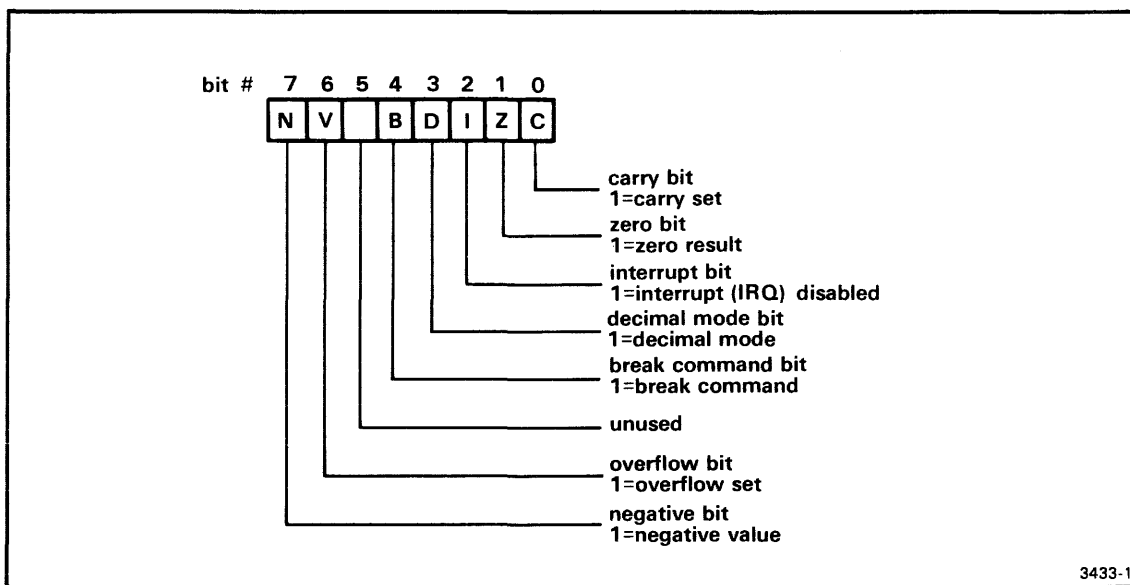 bit # 7 6 5 4 3 2 1 0
N V B D I Z C
carry bit
1=carry set
zero bit
1=zero result
interrupt bit
1=interrupt (IRQ) disabled
decimal mode bit
1=decimal mode
break command bit
1=break command
unused
overflow bit
1=overflow set
negative bit
1=negative value
3433-1